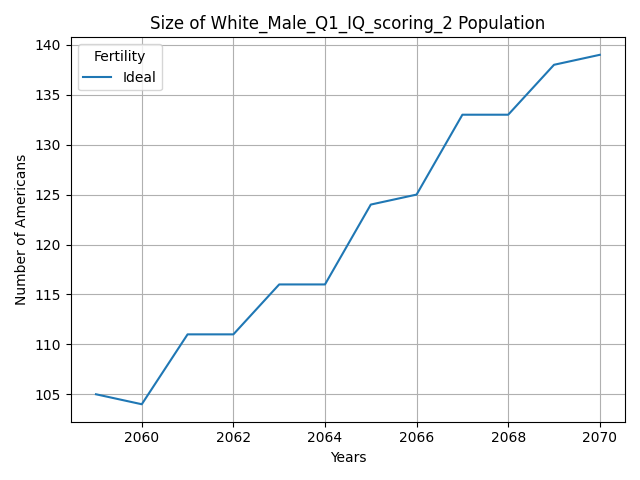 Size of White_Male_Q1_IQ_scoring_2 Population
Fertility
Ideal
Number of Americans
140
135
130
125
120
115
110
105
2060 2062 2064 2066 2068 2070
Years